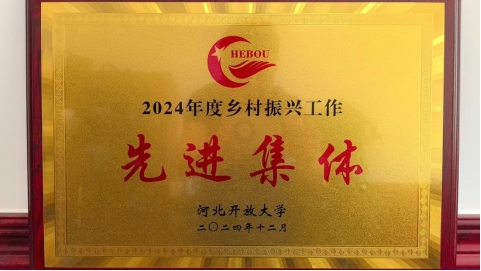 HEBOU
2024年度乡村振兴工作
先进集体
河北开放大学
二〇二四年十二月